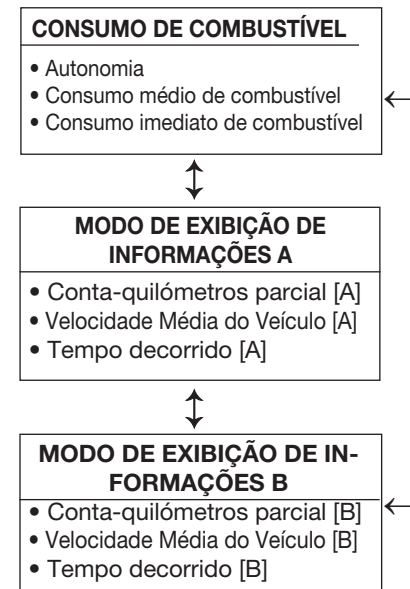 CONSUMO DE COMBUSTÍVEL
• Autonomia
• Consumo médio de combustível
• Consumo imediato de combustível
MODO DE EXIBIÇÃO DE
INFORMAÇÕES A
• Conta-quilómetros parcial [A]
• Velocidade Média do Veículo [A]
• Tempo decorrido [A]
MODO DE EXIBIÇÃO DE IN-
FORMAÇÕES B
• Conta-quilómetros parcial [B]
• Velocidade Média do Veículo [B]
• Tempo decorrido [B]